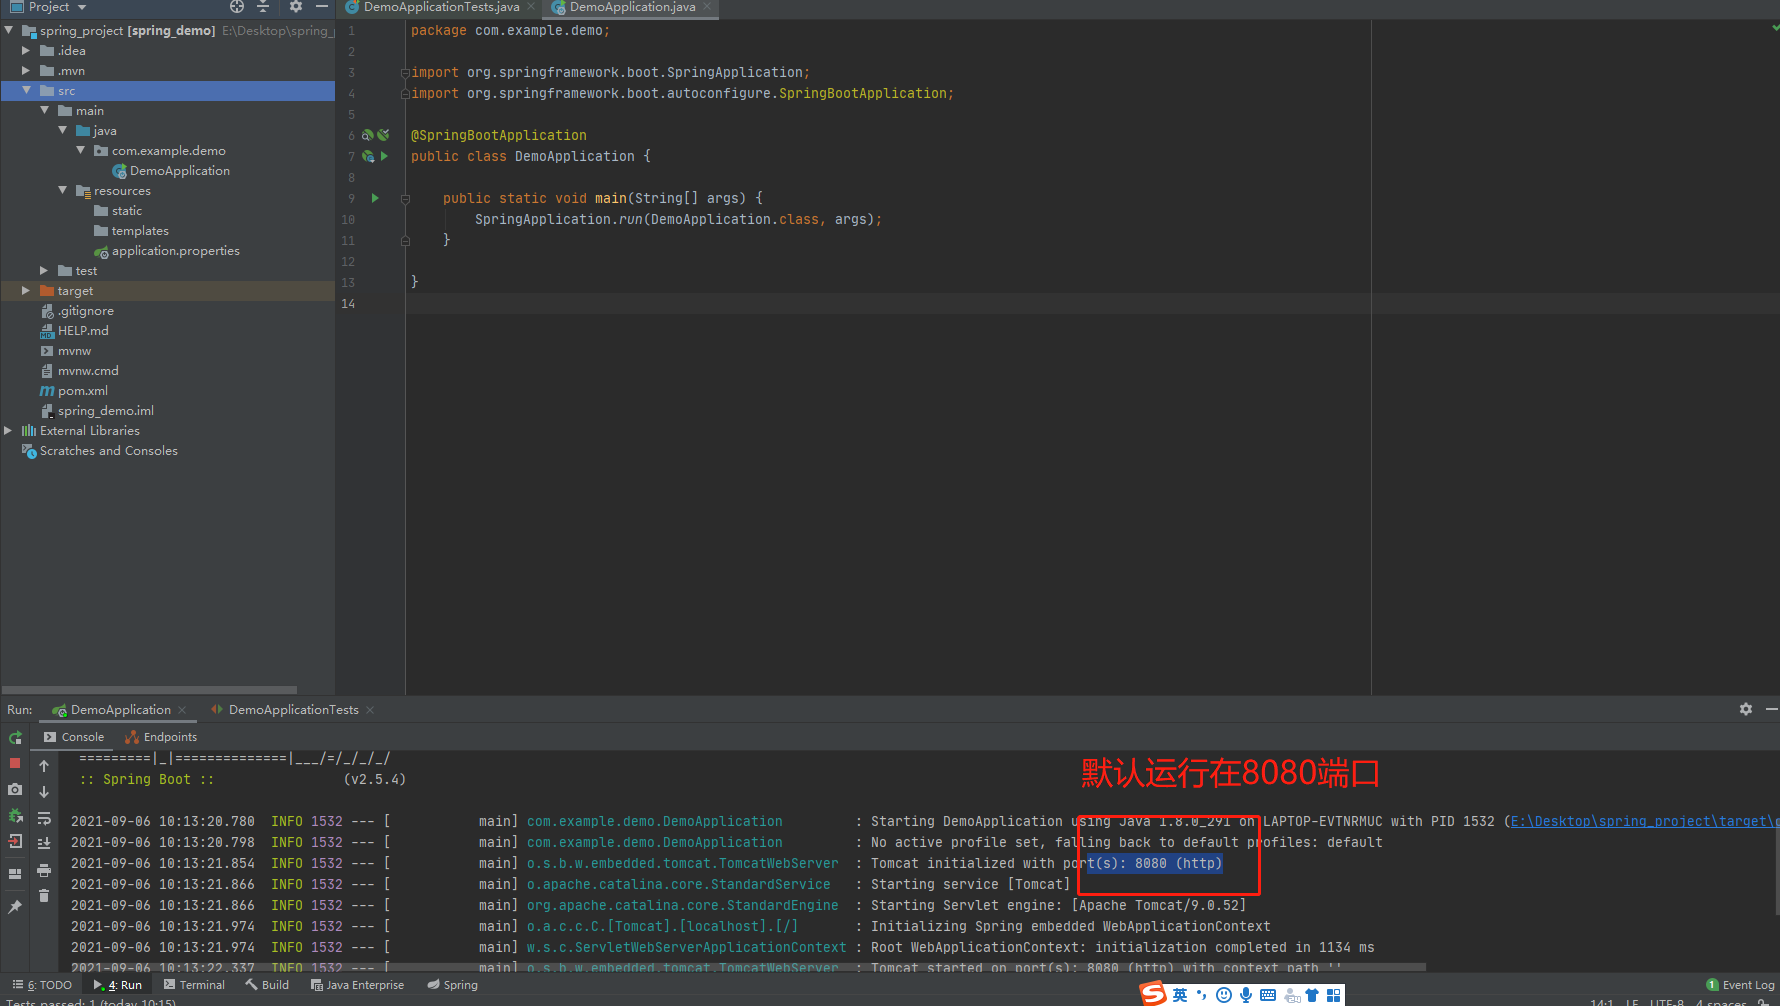 Project
DemoApplicationTests.java
DemoApplication.java
spring_project [spring_demo] E:\Desktop\spring_
.idea
.mvn
src
main
java
com.example.demo
DemoApplication
resources
static
templates
application.properties
test
target
.gitignore
HELP.md
mvnw
mvnw.cmd
pom.xml
spring_demo.iml
External Libraries
Scratches and Consoles
1 package com.example.demo;
2
3 import org.springframework.boot.SpringApplication;
4 import org.springframework.boot.autoconfigure.SpringBootApplication;
5
6 @SpringBootApplication
7 public class DemoApplication {
8
9 public static void main(String[] args) {
10 SpringApplication.run(DemoApplication.class, args);
11 }
12
13 }
14
Run: DemoApplication DemoApplicationTests
Console Endpoints
=========|_|==============|___/=/_/_/_/
:: Spring Boot :: (v2.5.4)
默认运行在8080端口
2021-09-06 10:13:20.780 INFO 1532 --- [ main] com.example.demo.DemoApplication : Starting DemoApplication using Java 1.8.0_291 on LAPTOP-EVTNRMUC with PID 1532 (E:\Desktop\spring_project\target\
2021-09-06 10:13:20.798 INFO 1532 --- [ main] com.example.demo.DemoApplication : No active profile set, falling back to default profiles: default
2021-09-06 10:13:21.854 INFO 1532 --- [ main] o.s.b.w.embedded.tomcat.TomcatWebServer : Tomcat initialized with port(s): 8080 (http)
2021-09-06 10:13:21.866 INFO 1532 --- [ main] o.apache.catalina.core.StandardService : Starting service [Tomcat]
2021-09-06 10:13:21.866 INFO 1532 --- [ main] org.apache.catalina.core.StandardEngine : Starting Servlet engine: [Apache Tomcat/9.0.52]
2021-09-06 10:13:21.974 INFO 1532 --- [ main] o.a.c.c.C.[Tomcat].[localhost].[/] : Initializing Spring embedded WebApplicationContext
2021-09-06 10:13:21.974 INFO 1532 --- [ main] w.s.c.ServletWebServerApplicationContext : Root WebApplicationContext: initialization completed in 1134 ms
2021-09-06 10:13:22.337 INFO 1532 --- [ main] o.s.b.w.embedded.tomcat.TomcatWebServer : Tomcat started on port(s): 8080 (http) with context path ''
6: TODO 4: Run Terminal Build Java Enterprise Spring
1 Event Log
英
Tests passed: 1 (today 10:15)
14:1 LF UTF-8 4 spaces